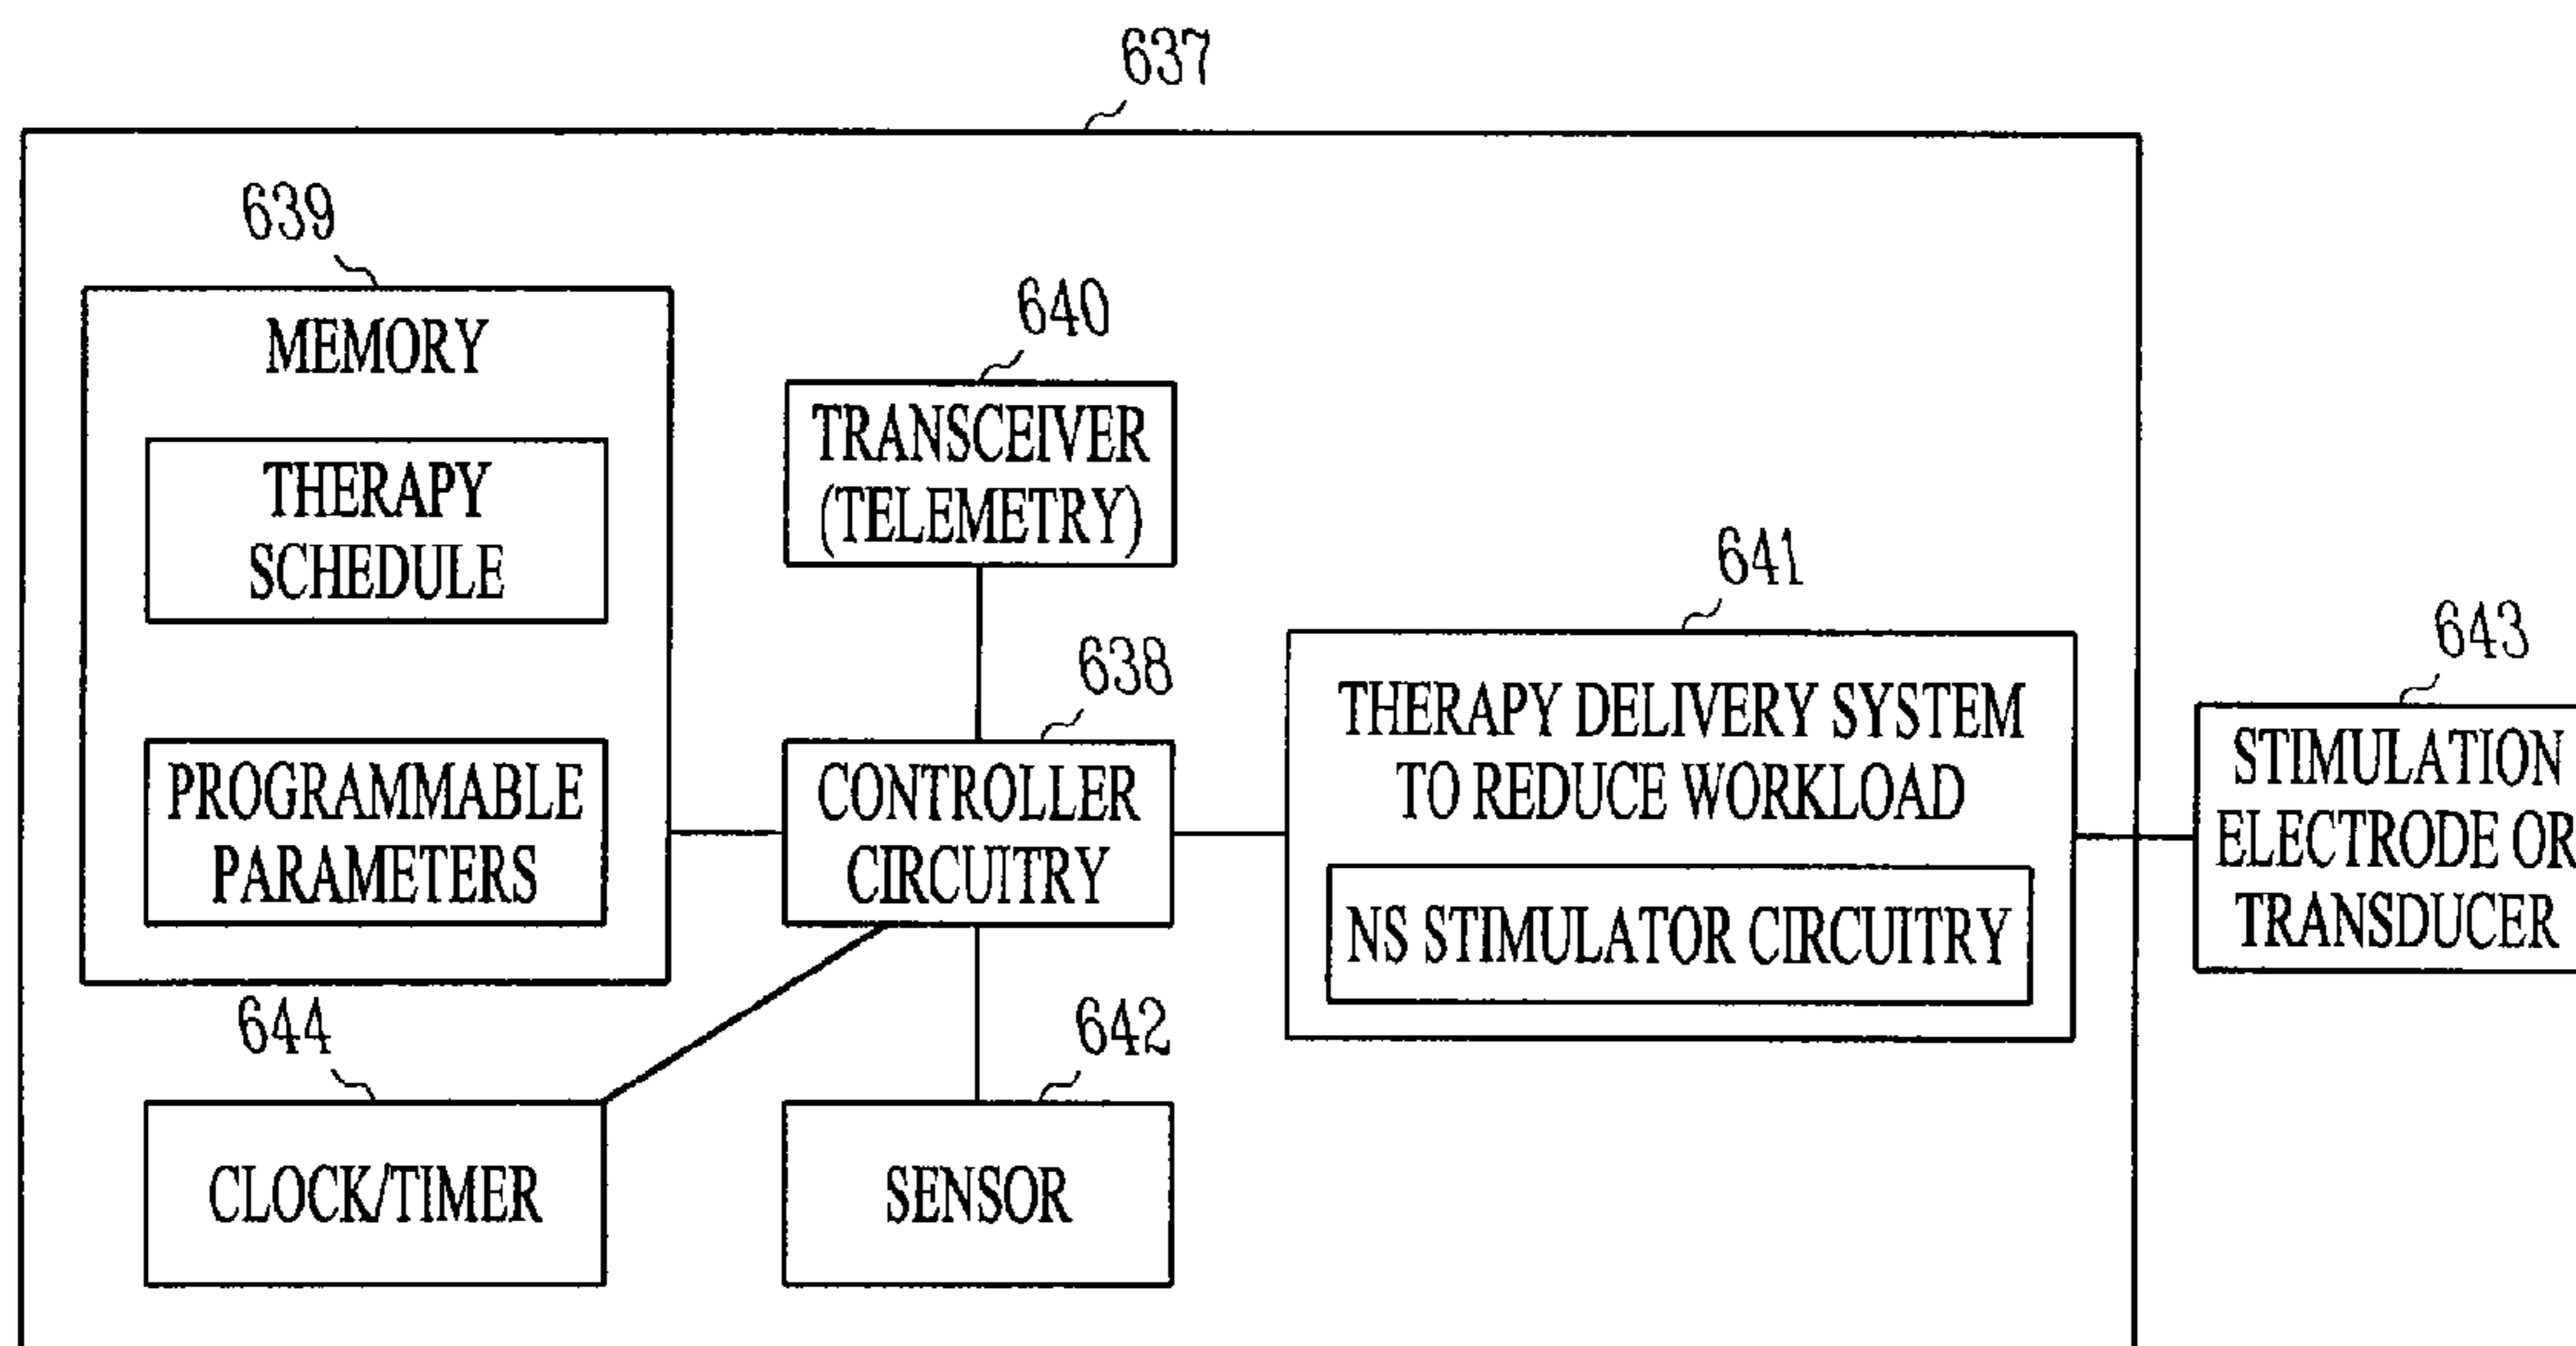 637
639
MEMORY
THERAPY
SCHEDULE
PROGRAMMABLE
PARAMETERS
640
TRANSCEIVER
(TELEMETRY)
638
CONTROLLER
CIRCUITRY
641
THERAPY DELIVERY SYSTEM
TO REDUCE WORKLOAD
NS STIMULATOR CIRCUITRY
643
STIMULATION
ELECTRODE OR
TRANSDUCER
644
CLOCK/TIMER
642
SENSOR